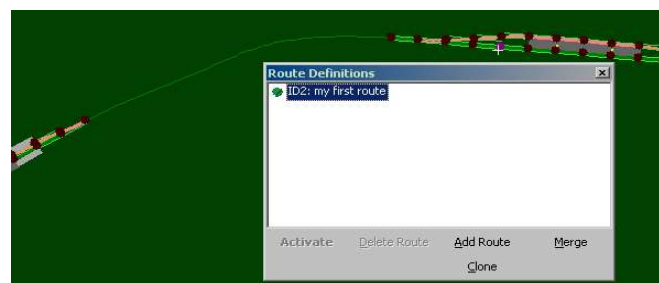 Route Definitions
ID2: my first route
Activate Delete Route Add Route Merge
Clone